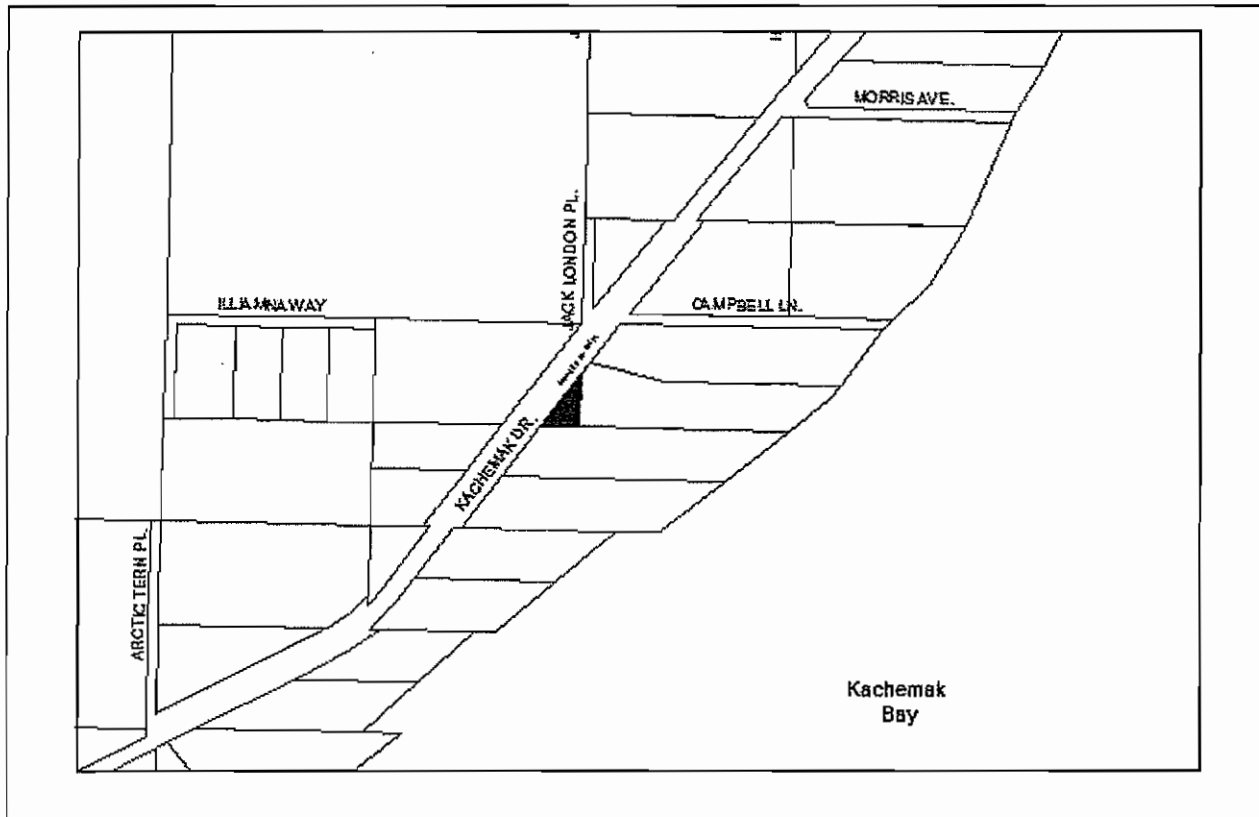 MORRIS AVE.
JACK LONDON PL.
ILLIAMNA WAY
CAMPBELL LN.
KACHEMAK DR.
ARCTIC TERN PL.
Kachemak
Bay